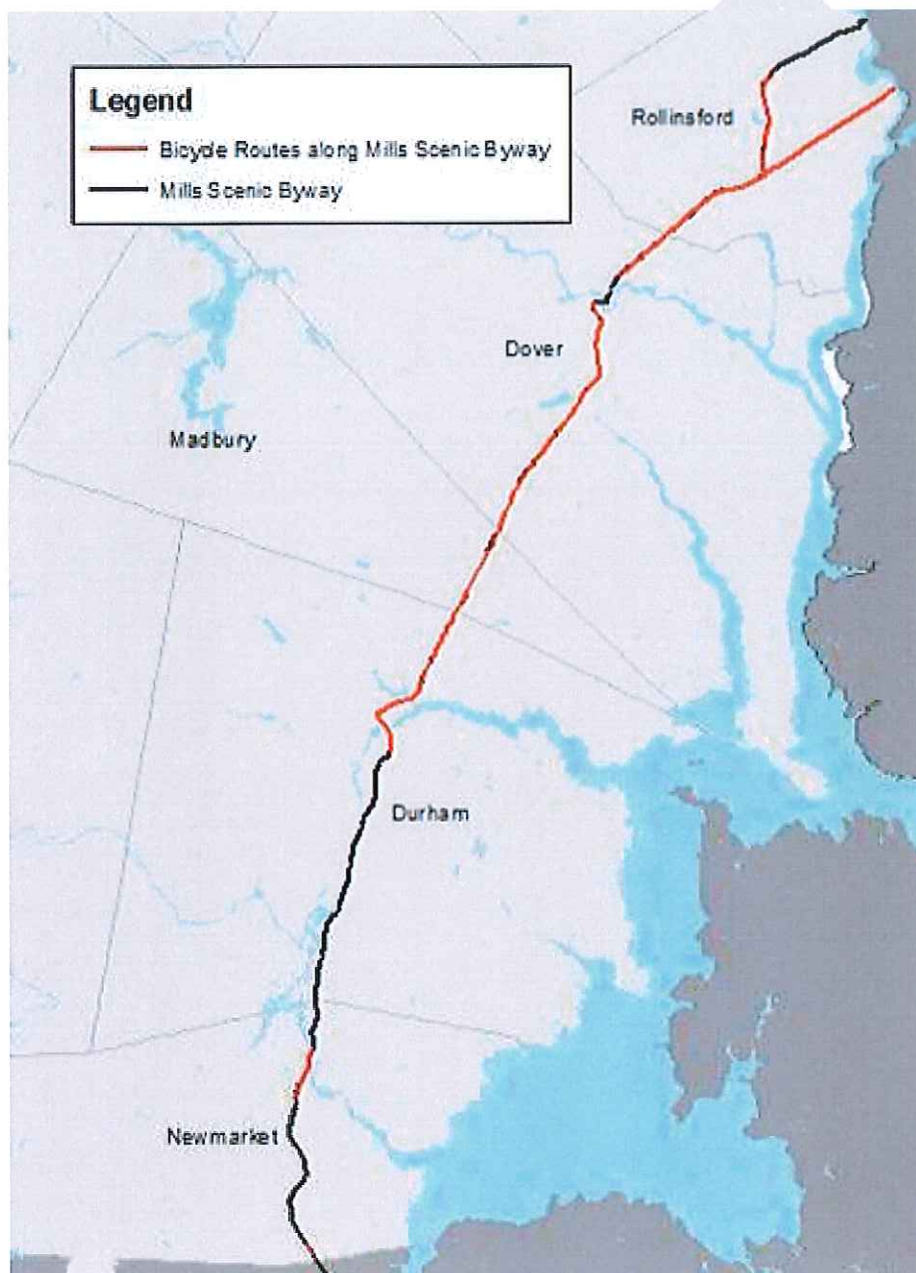 Legend
Bicycle Routes along Mills Scenic Byway
Mills Scenic Byway
Rollinsford
Dover
Madbury
Durham
Newmarket